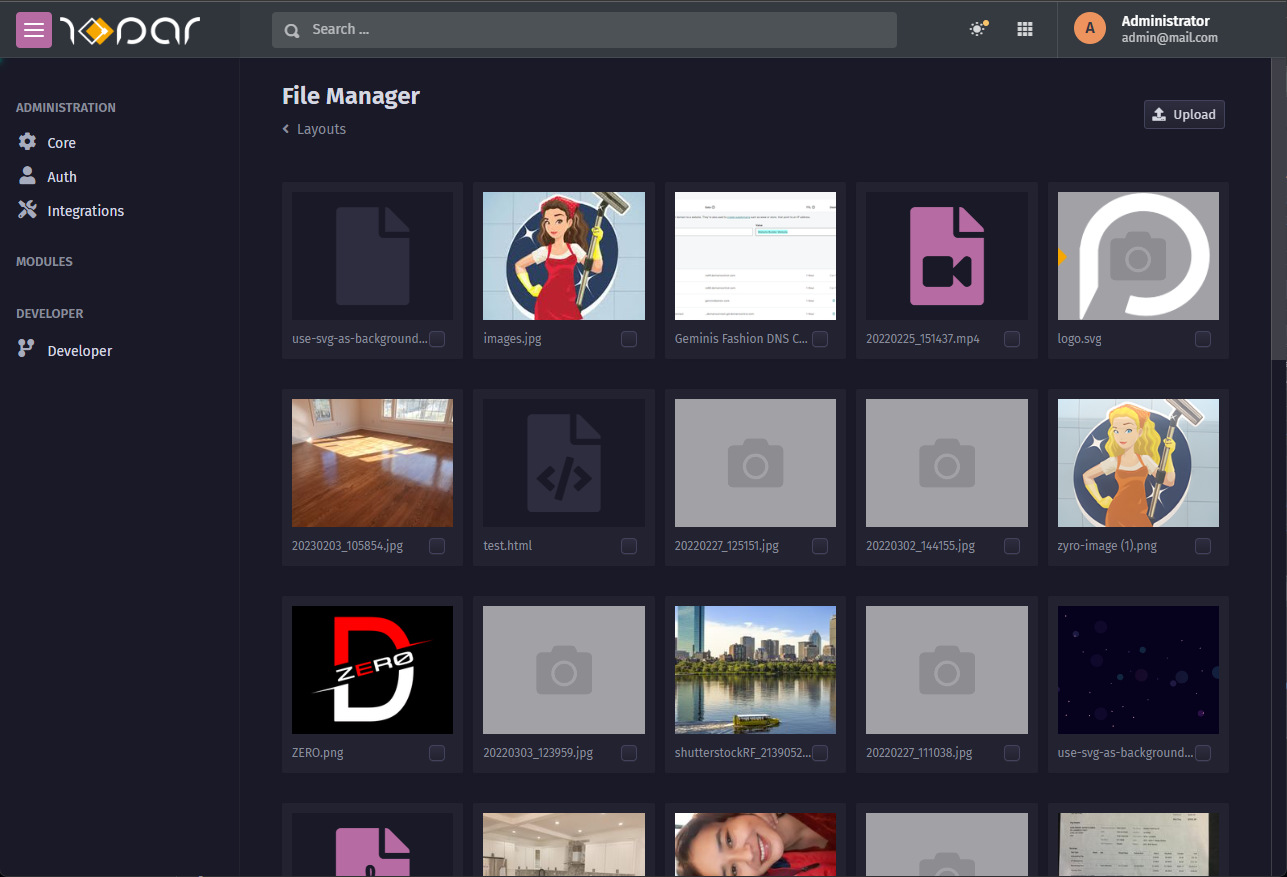 Search ...
A
Administrator
admin@mail.com
ADMINISTRATION
Core
Auth
Integrations
MODULES
DEVELOPER
Developer
File Manager
Layouts
Upload
use-svg-as-background...
images.jpg
Geminis Fashion DNS C...
20220225_151437.mp4
logo.svg
20230203_105854.jpg
test.html
20220227_125151.jpg
20220302_144155.jpg
zyro-image (1).png
ZERO
ZERO.png
20220303_123959.jpg
shutterstockRF_2139052...
20220227_111038.jpg
use-svg-as-background...